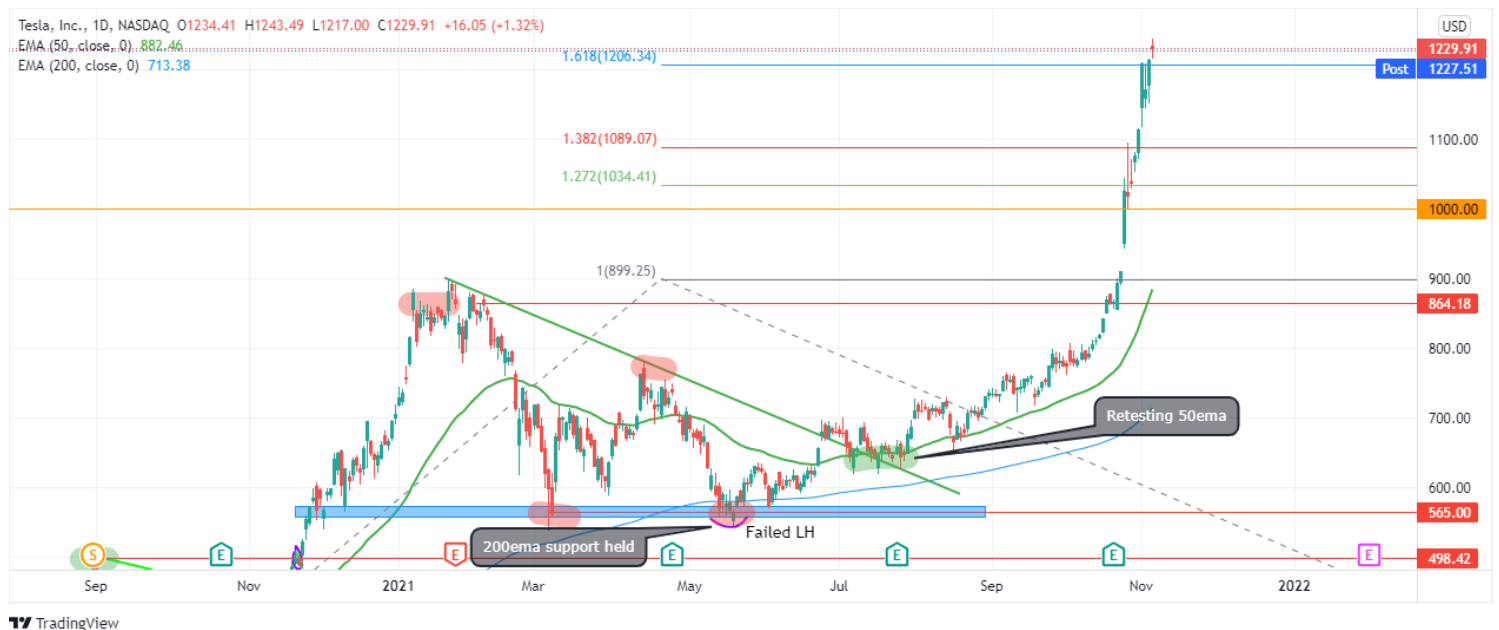 Tesla, Inc., 1D, NASDAQ O1234.41 H1243.49 L1217.00 C1229.91 +16.05 (+1.32%)
EMA (50, close, 0) 882.46
EMA (200, close, 0) 713.38
USD
1229.91
Post 1227.51
1.618(1206.34)
1100.00
1.382(1089.07)
1.272(1034.41)
1000.00
1(899.25)
900.00
864.18
800.00
Retesting 50ema
700.00
600.00
565.00
Failed LH
200ema support held
S E E E E E E
498.42
Sep Nov 2021 Mar May Jul Sep Nov 2022
TradingView